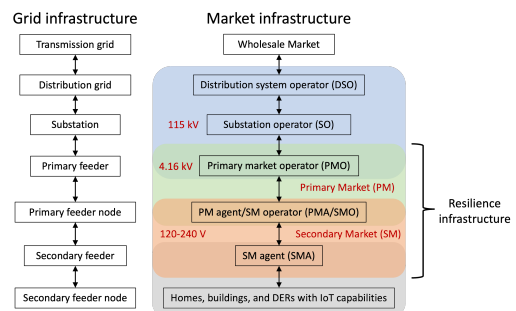 Grid infrastructure
Market infrastructure
Transmission grid
Wholesale Market
Distribution grid
Distribution system operator (DSO)
Substation
115 kV
Substation operator (SO)
Primary feeder
4.16 kV
Primary market operator (PMO)
Primary Market (PM)
Resilience
infrastructure
Primary feeder node
PM agent/SM operator (PMA/SMO)
120-240 V
Secondary Market (SM)
Secondary feeder
SM agent (SMA)
Secondary feeder node
Homes, buildings, and DERs with IoT capabilities